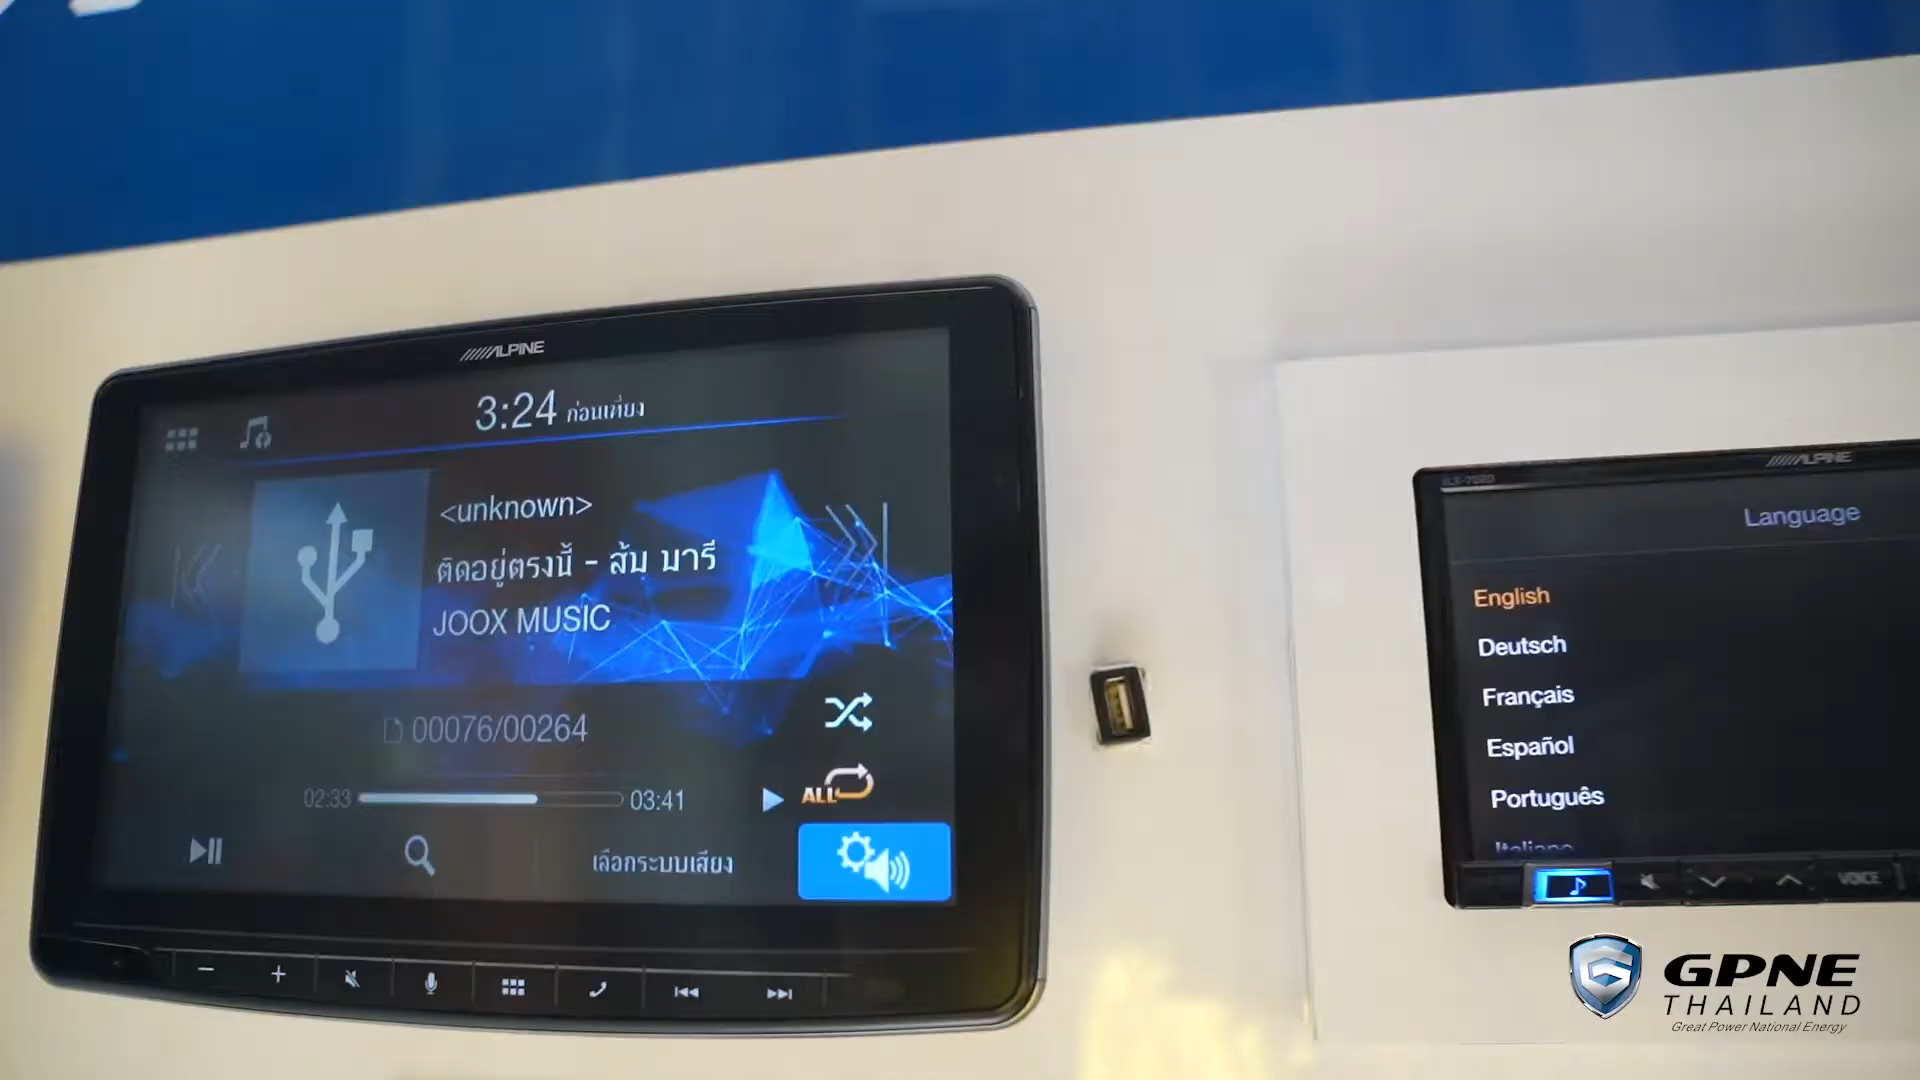 ALPINE
3:24 ก่อนเที่ยง
<unknown>
ติดอยู่ตรงนี้ - ส้ม มารี
JOOX MUSIC
00076/00264
02:33
03:41
ALL
เลือกระบบเสียง
ALPINE
Language
English
Deutsch
Français
Español
Português
Italiano
VOICE
GPNE
THAILAND
Great Power National Energy